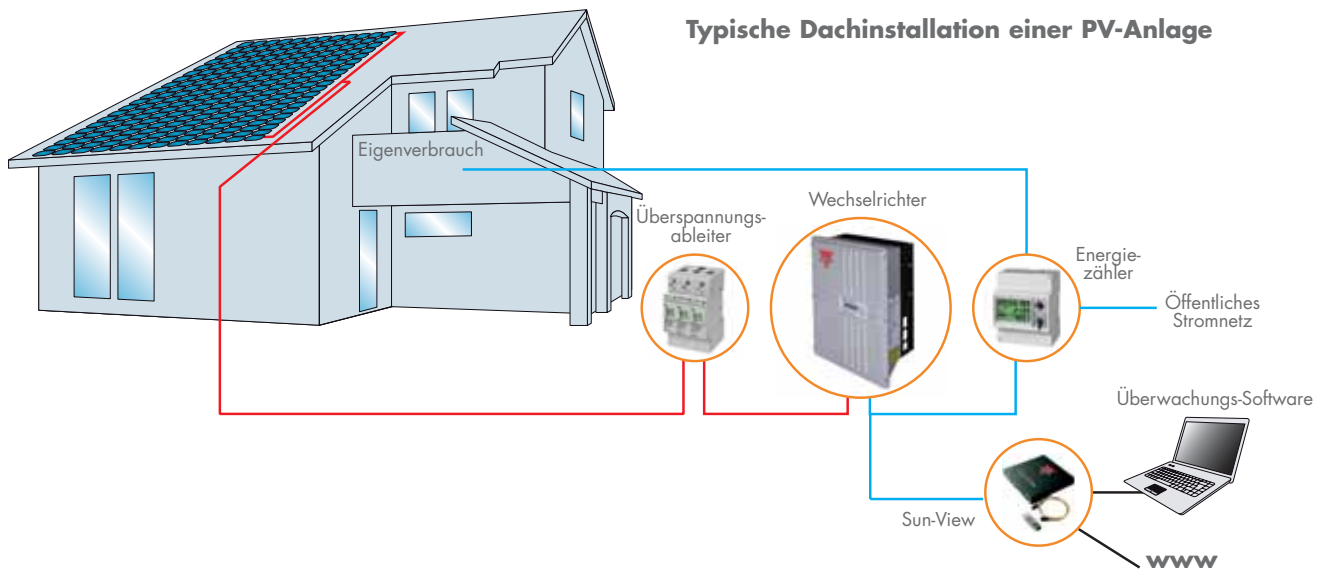 Typische Dachinstallation einer PV-Anlage
Eigenverbrauch
Überspannungs-
ableiter
Wechselrichter
Energie-
zähler
Öffentliches
Stromnetz
Überwachungs-Software
Sun-View
www